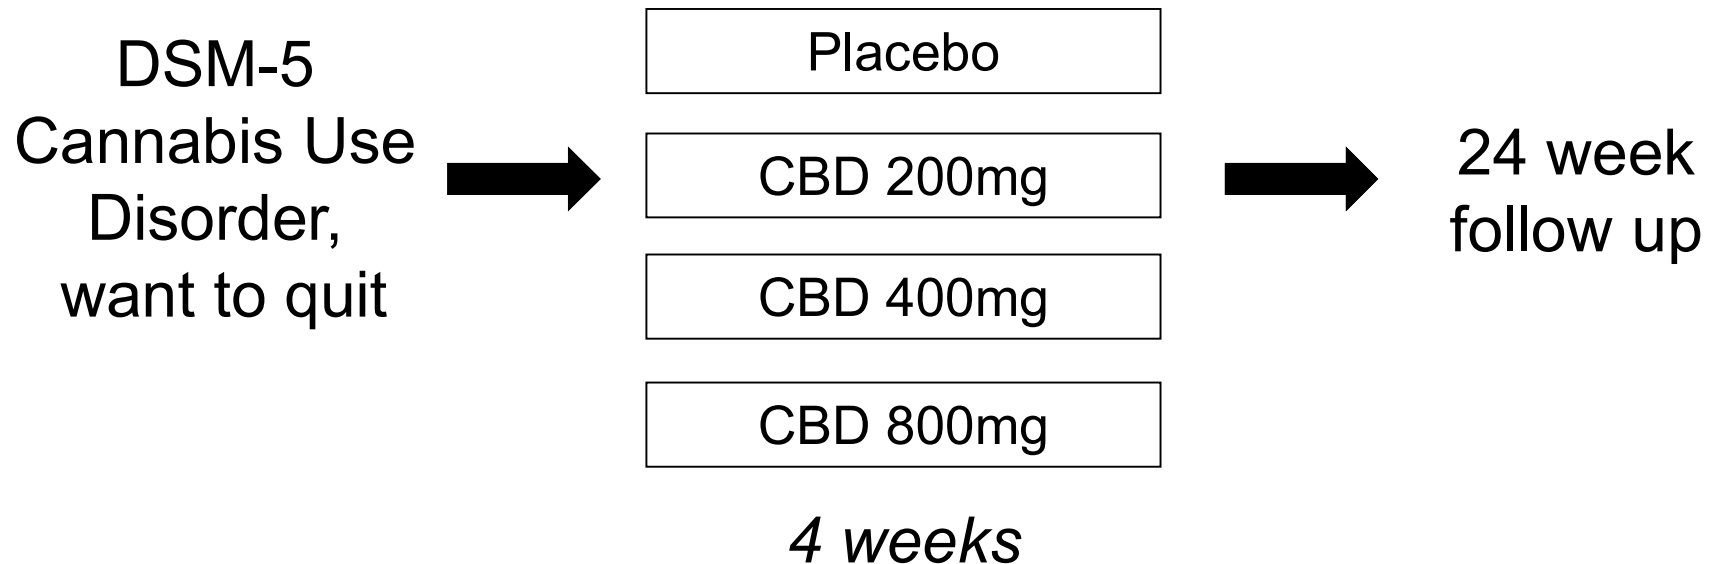 DSM-5
Cannabis Use
Disorder,
want to quit
Placebo
CBD 200mg
CBD 400mg
CBD 800mg
4 weeks
24 week
follow up